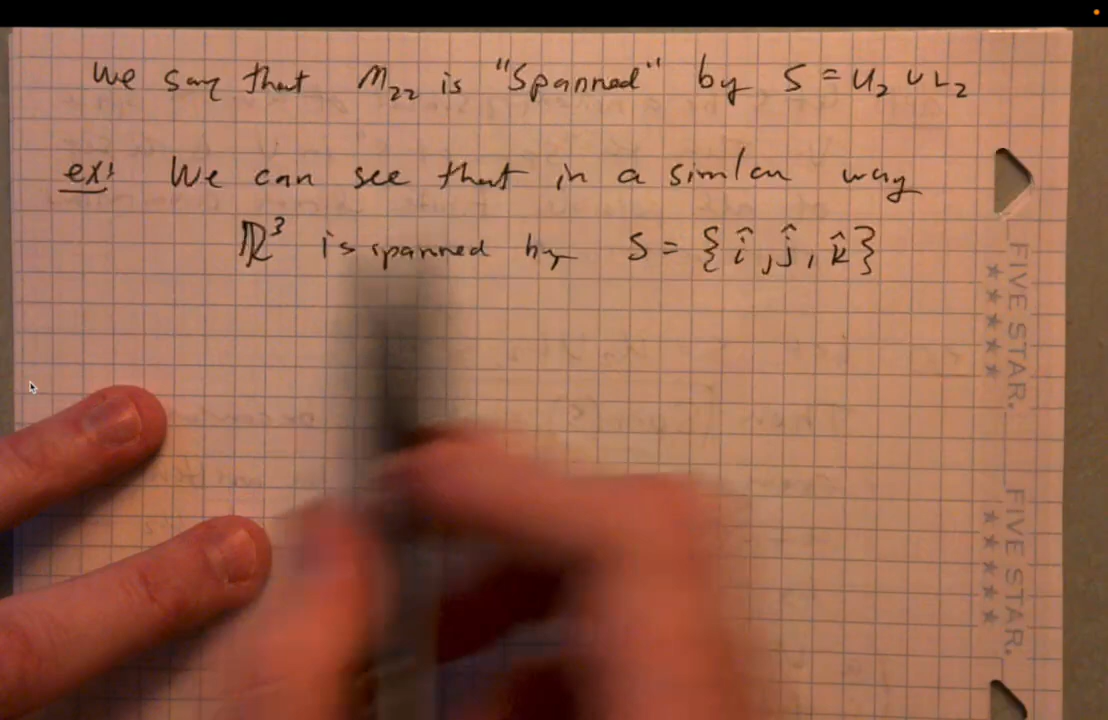 We say that M₂₂ is "Spanned" by S = U₂ ∪ L₂
ex: We can see that in a similar way
ℝ³ is spanned by S = {î, ĵ, k̂}
FIVE STAR.
★★★★★
FIVE STAR.
★★★★★